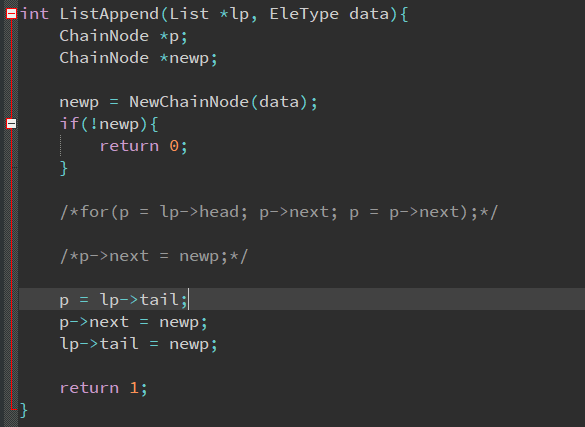 int ListAppend(List *lp, EleType data){
    ChainNode *p;
    ChainNode *newp;

    newp = NewChainNode(data);
    if(!newp){
        return 0;
    }

    /*for(p = lp->head; p->next; p = p->next);*/

    /*p->next = newp;*/

    p = lp->tail;
    p->next = newp;
    lp->tail = newp;

    return 1;
}